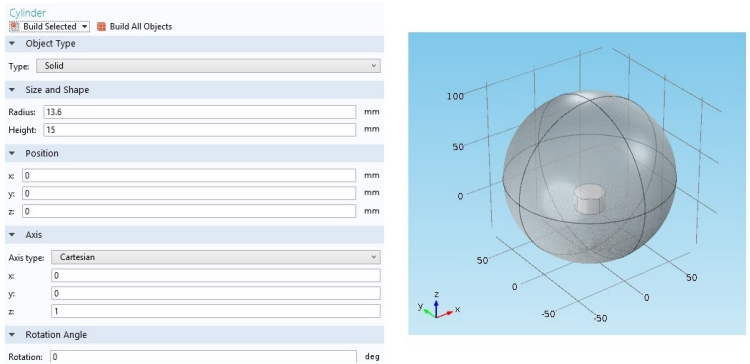 Cylinder
Build Selected Build All Objects
Object Type
Type: Solid
Size and Shape
Radius: 13.6 mm
Height: 15 mm
Position
x: 0 mm
y: 0 mm
z: 0 mm
Axis
Axis type: Cartesian
x: 0
y: 0
z: 1
Rotation Angle
Rotation: 0 deg
100
50
0
50
0
-50
50
0
-50
z
y
x